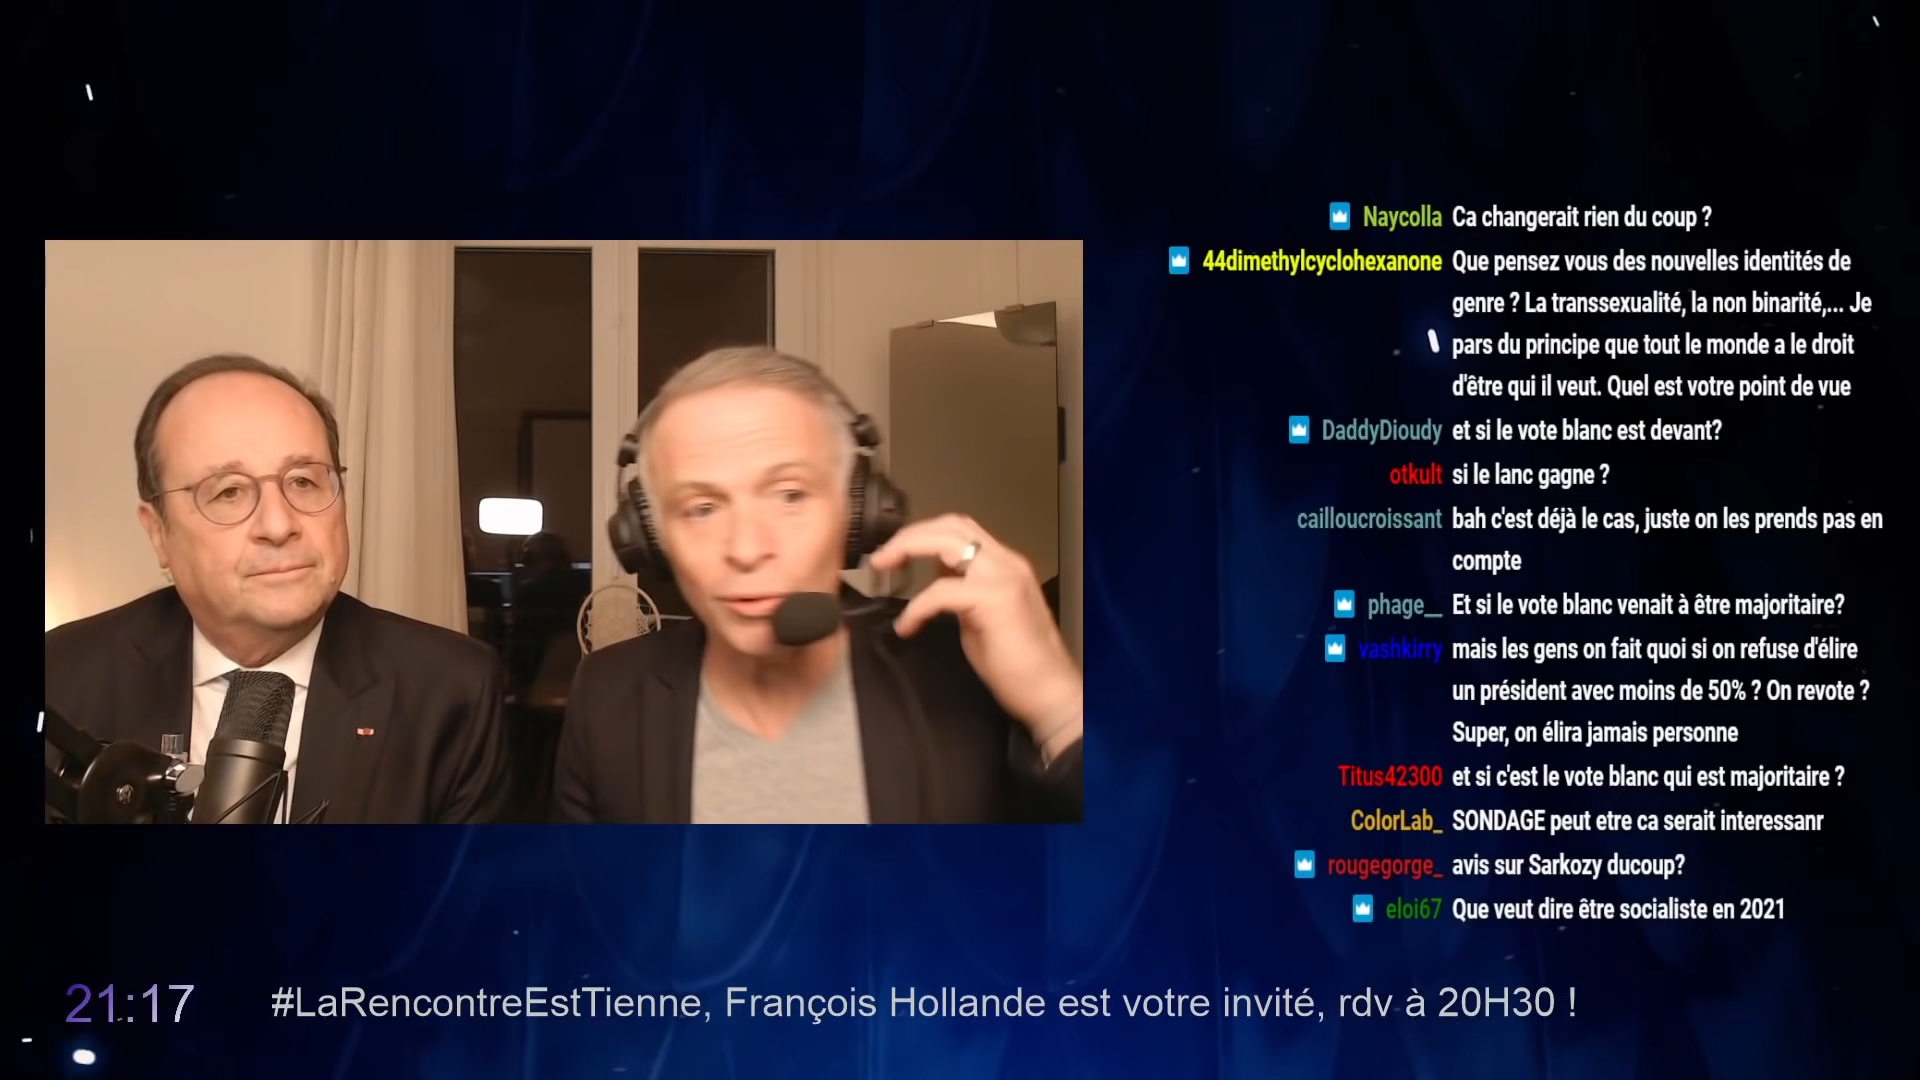 Naycolla Ca changerait rien du coup ?
44dimethylcyclohexanone Que pensez vous des nouvelles identités de
genre ? La transsexualité, la non binarité,... Je
pars du principe que tout le monde a le droit
d'être qui il veut. Quel est votre point de vue
DaddyDioudy et si le vote blanc est devant?
otkult si le lanc gagne ?
cailloucroissant bah c'est déjà le cas, juste on les prends pas en
compte
phage__ Et si le vote blanc venait à être majoritaire?
vashkirry mais les gens on fait quoi si on refuse d'élire
un président avec moins de 50% ? On revote ?
Super, on élira jamais personne
Titus42300 et si c'est le vote blanc qui est majoritaire ?
ColorLab_ SONDAGE peut etre ca serait interessanr
rougegorge_ avis sur Sarkozy ducoup?
eloi67 Que veut dire être socialiste en 2021
21:17 #LaRencontreEstTienne, François Hollande est votre invité, rdv à 20H30 !